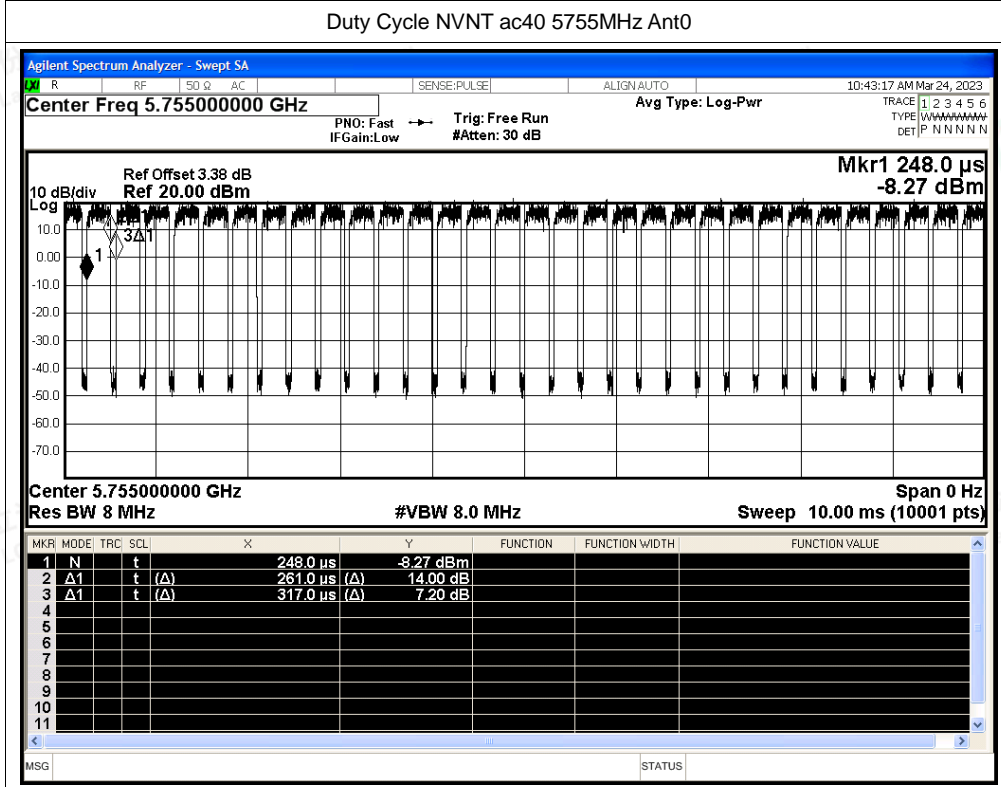 Duty Cycle NVNT ac40 5755MHz Ant0
Agilent Spectrum Analyzer - Swept SA
LXI R RF 50 Ω AC SENSE:PULSE ALIGN AUTO 10:43:17 AM Mar 24, 2023
Center Freq 5.755000000 GHz Avg Type: Log-Pwr TRACE 1 2 3 4 5 6
PNO: Fast Trig: Free Run TYPE
IFGain:Low #Atten: 30 dB DET P N N N N N
Mkr1 248.0 µs
Ref Offset 3.38 dB
10 dB/div Ref 20.00 dBm -8.27 dBm
Log
10.0
3Δ1
0.00
1
-10.0
-20.0
-30.0
-40.0
-50.0
-60.0
-70.0
Center 5.755000000 GHz Span 0 Hz
Res BW 8 MHz #VBW 8.0 MHz Sweep 10.00 ms (10001 pts)
MKR MODE TRC SCL X Y FUNCTION FUNCTION WIDTH FUNCTION VALUE
1 N t 248.0 µs -8.27 dBm
2 Δ1 t (Δ) 261.0 µs (Δ) 14.00 dB
3 Δ1 t (Δ) 317.0 µs (Δ) 7.20 dB
4
5
6
7
8
9
10
11
MSG STATUS